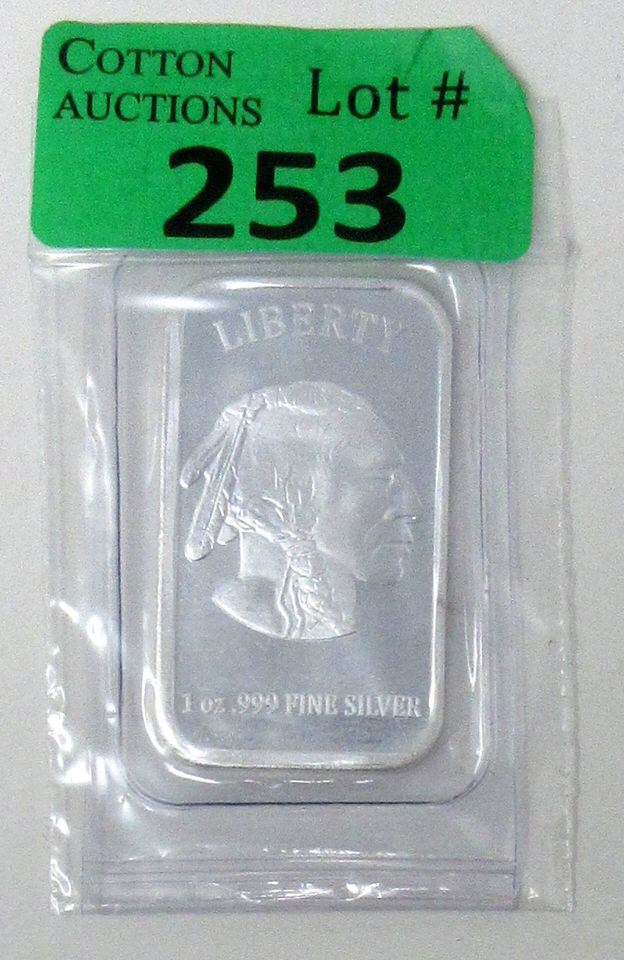 COTTON
AUCTIONS
Lot #
253
LIBERTY
1 oz .999 FINE SILVER